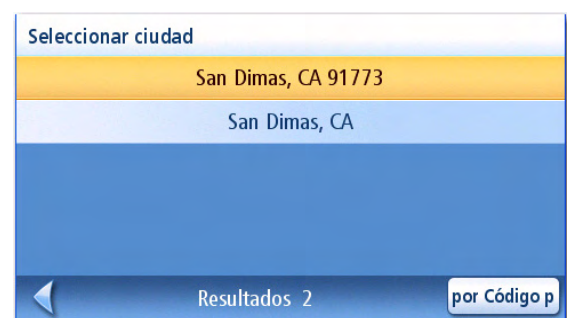 Seleccionar ciudad
San Dimas, CA 91773
San Dimas, CA
Resultados 2
por Código p